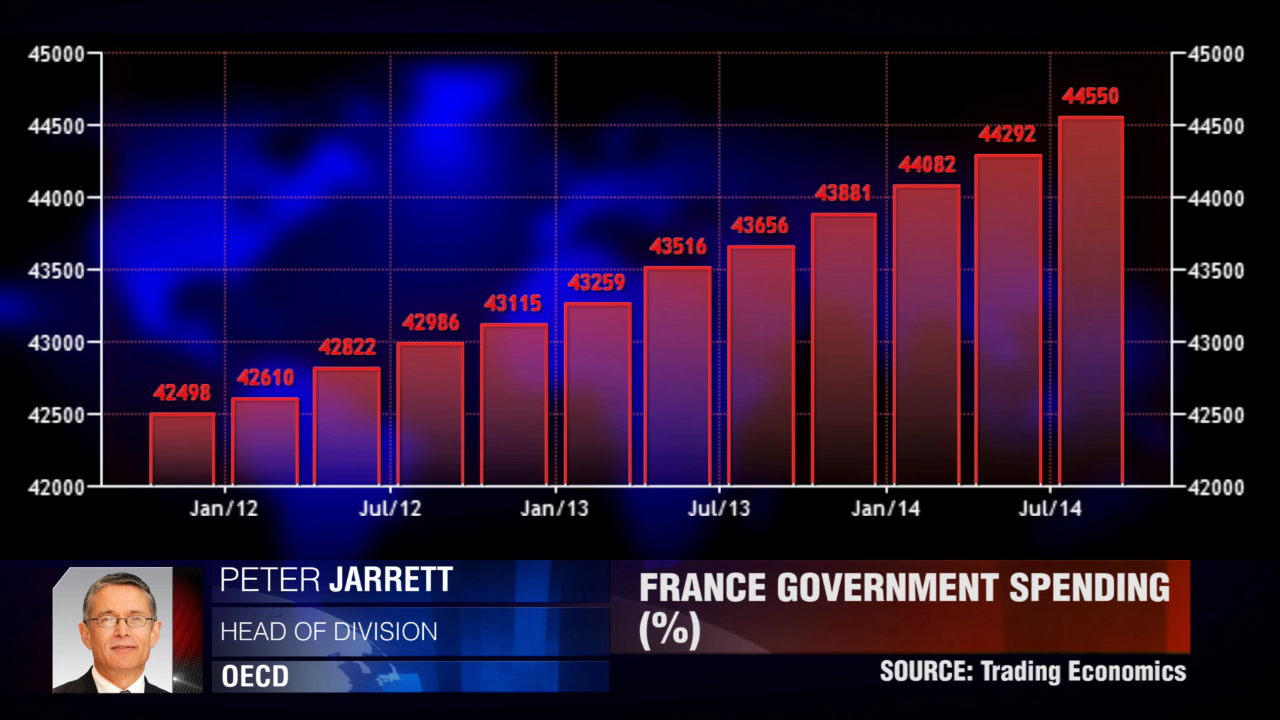 45000 45000
44550
44500 44292 44500
44082
44000 43881 44000
43656
43516
43500 43259 43500
43115
42986
43000 42822 43000
42610
42498
42500 42500
42000 42000
Jan/12 Jul/12 Jan/13 Jul/13 Jan/14 Jul/14
PETER JARRETT
HEAD OF DIVISION
OECD
FRANCE GOVERNMENT SPENDING
(%)
SOURCE: Trading Economics